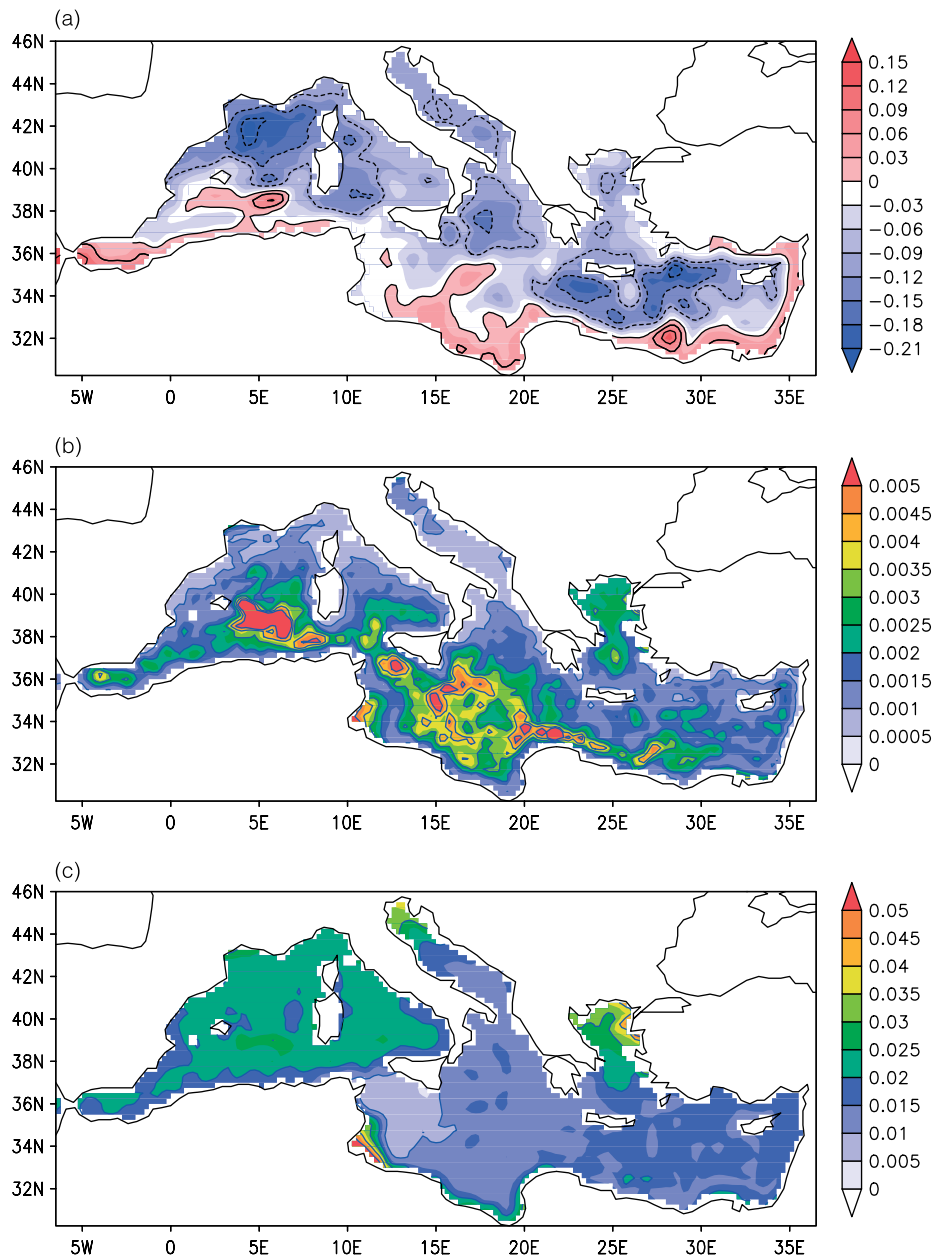 (a)
46N
44N
42N
40N
38N
36N
34N
32N
5W 0 5E 10E 15E 20E 25E 30E 35E
0.15
0.12
0.09
0.06
0.03
0
-0.03
-0.06
-0.09
-0.12
-0.15
-0.18
-0.21
(b)
46N
44N
42N
40N
38N
36N
34N
32N
5W 0 5E 10E 15E 20E 25E 30E 35E
0.005
0.0045
0.004
0.0035
0.003
0.0025
0.002
0.0015
0.001
0.0005
0
(c)
46N
44N
42N
40N
38N
36N
34N
32N
5W 0 5E 10E 15E 20E 25E 30E 35E
0.05
0.045
0.04
0.035
0.03
0.025
0.02
0.015
0.01
0.005
0